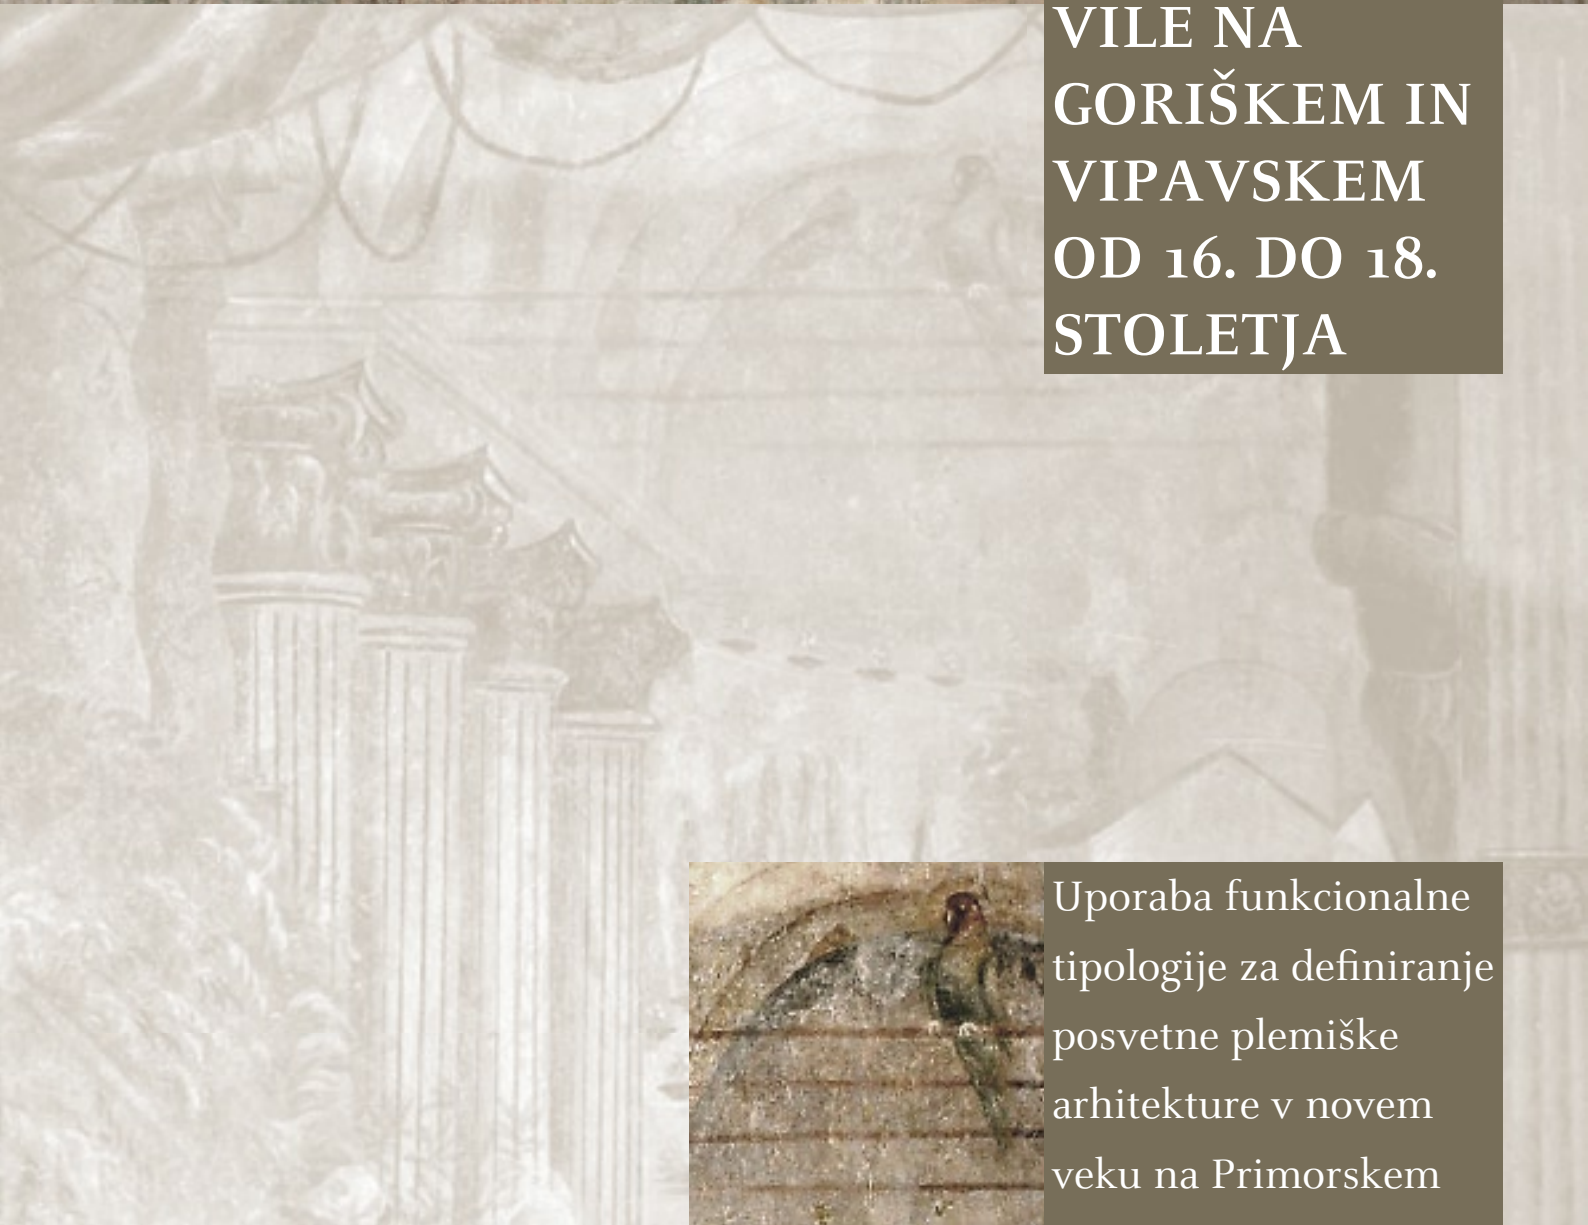 VILE NA
GORIŠKEM IN
VIPAVSKEM
OD 16. DO 18.
STOLETJA
Uporaba funkcionalne
tipologije za definiranje
posvetne plemiške
arhitekture v novem
veku na Primorskem